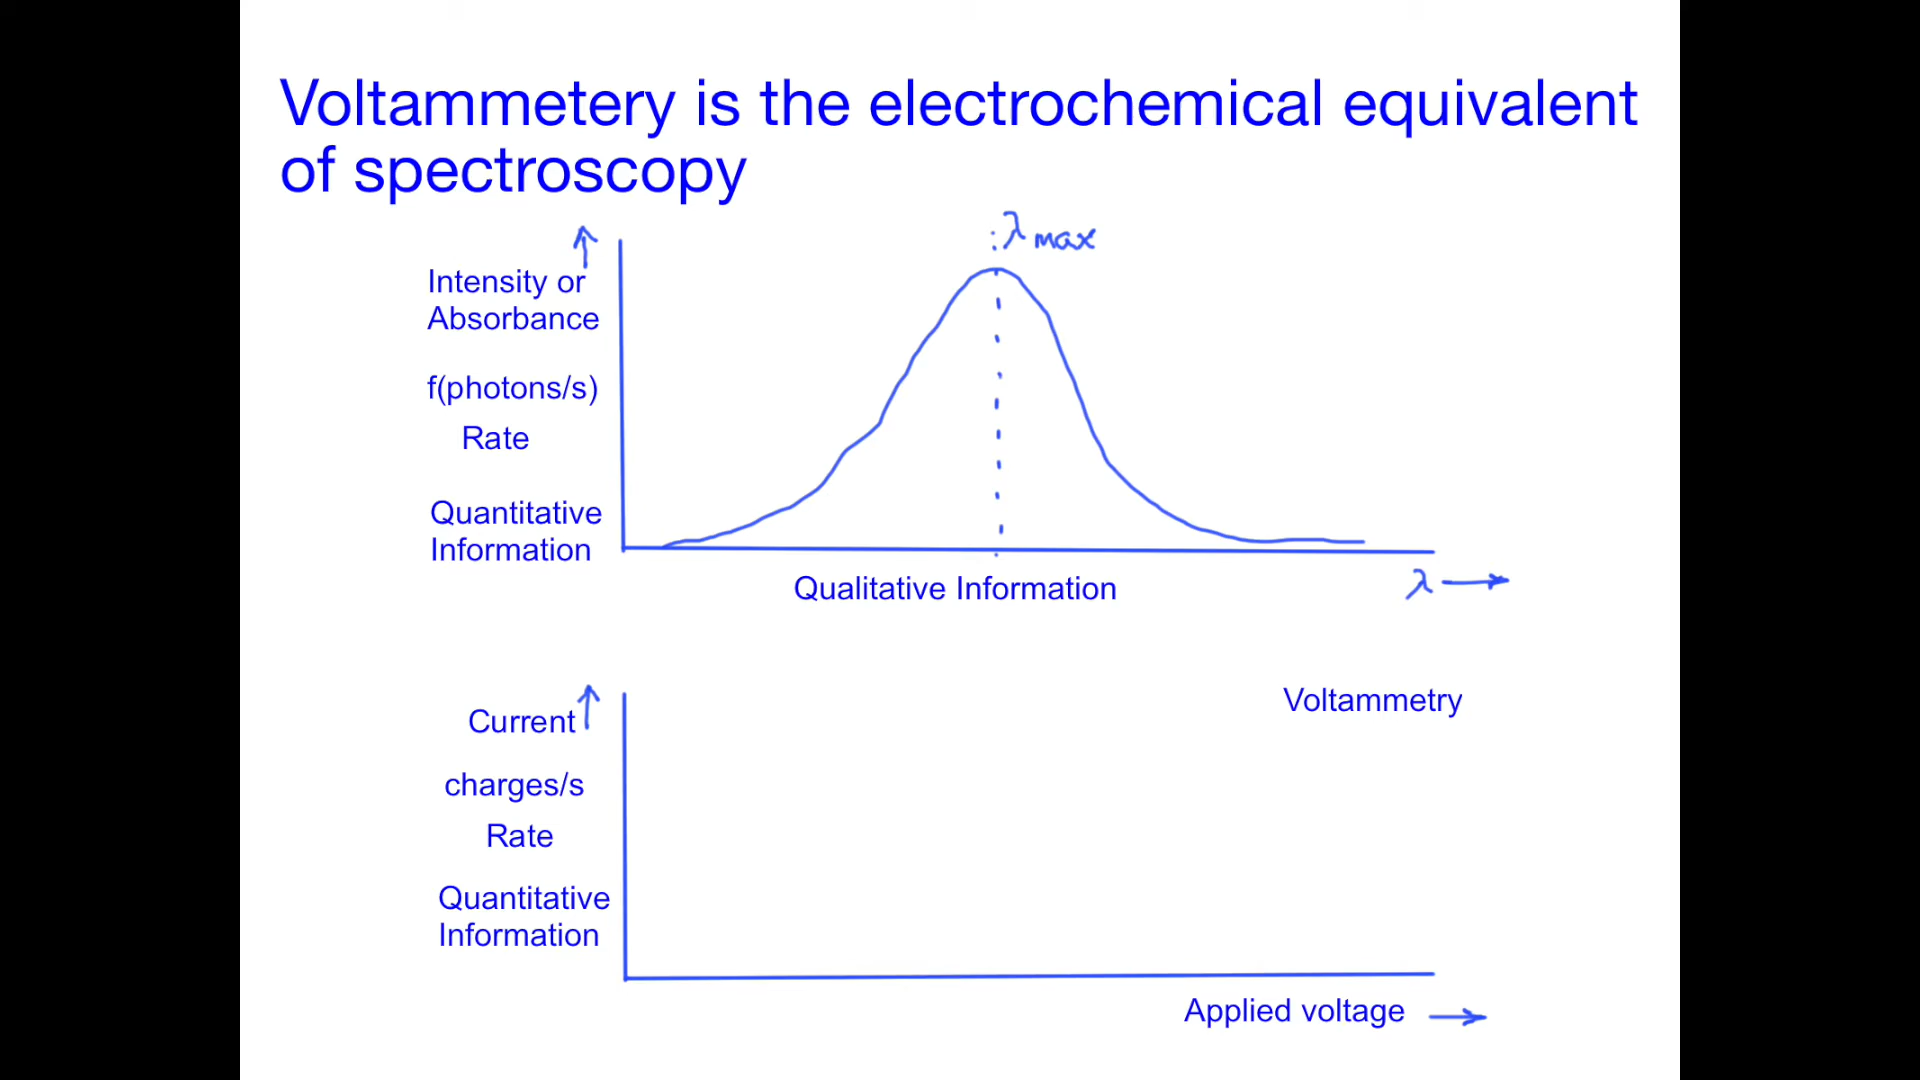 Voltammetery is the electrochemical equivalent
of spectroscopy
λ max
Intensity or
Absorbance
f(photons/s)
Rate
Quantitative
Information
Qualitative Information
λ
Voltammetry
Current
charges/s
Rate
Quantitative
Information
Applied voltage